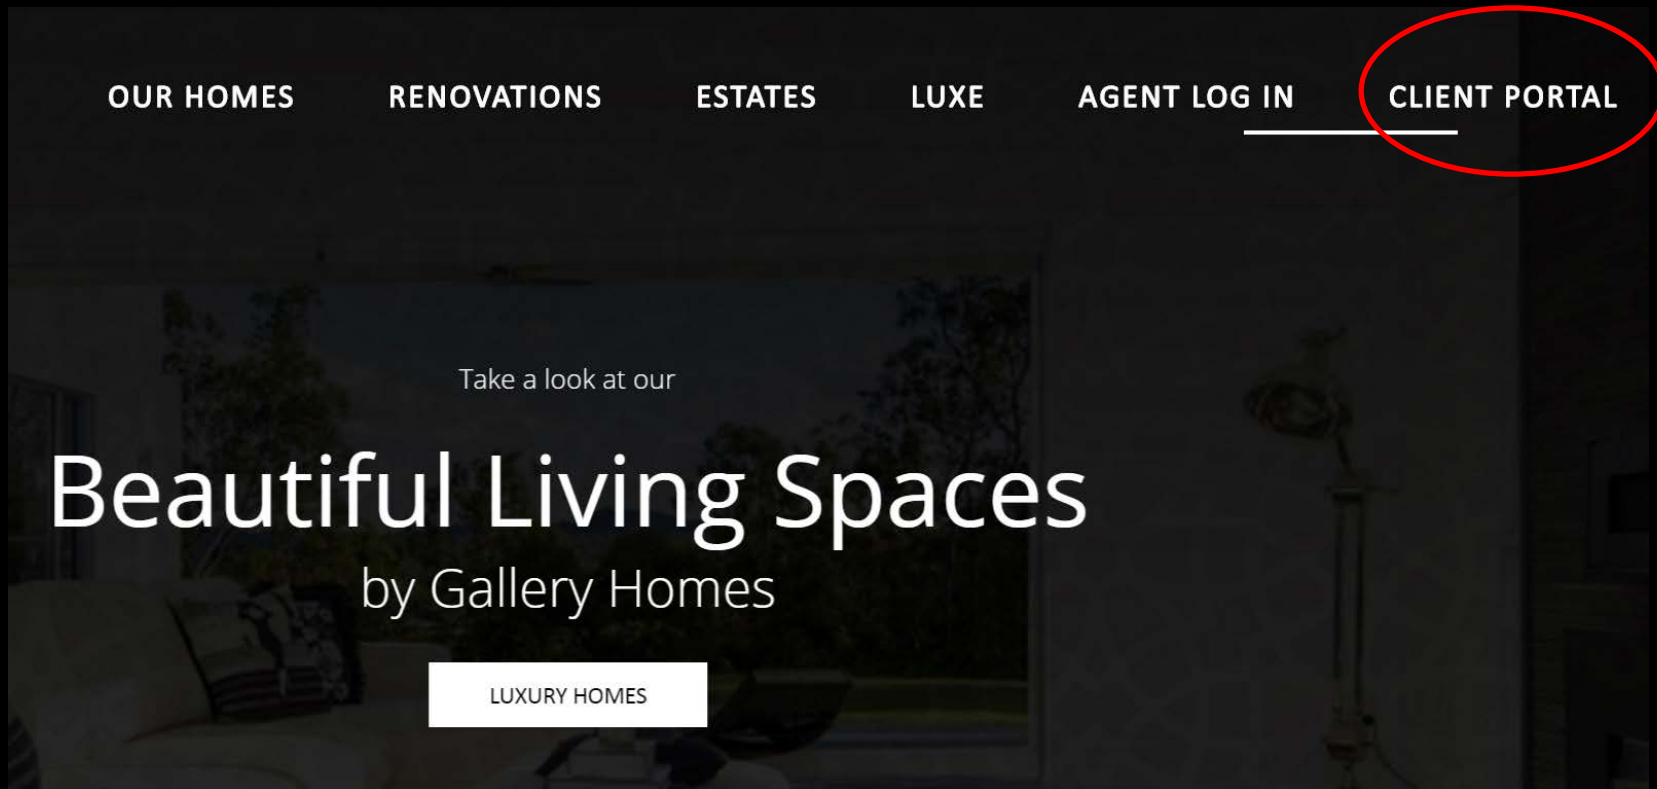 OUR HOMES RENOVATIONS ESTATES LUXE AGENT LOG IN CLIENT PORTAL
Take a look at our
Beautiful Living Spaces
by Gallery Homes
LUXURY HOMES